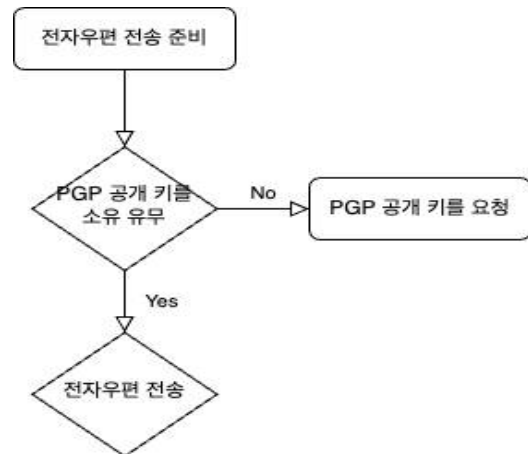 전자우편 전송 준비
PGP 공개 키를
소유 유무
No
PGP 공개 키를 요청
Yes
전자우편 전송